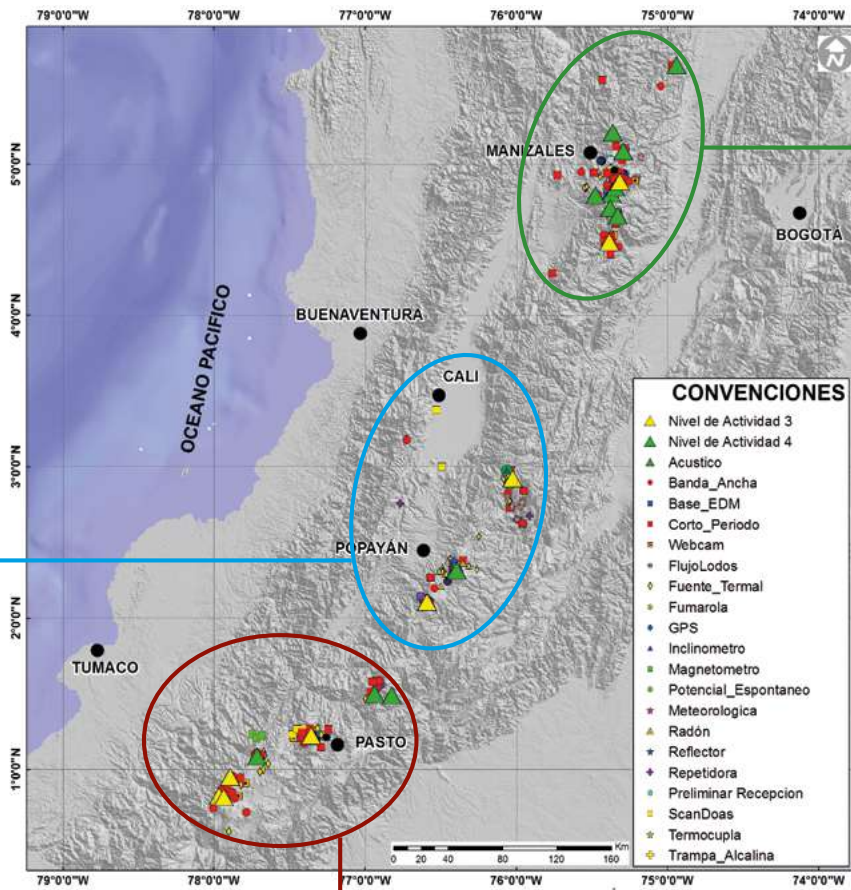 79°0'0"W 78°0'0"W 77°0'0"W 76°0'0"W 75°0'0"W 74°0'0"W
N
MANIZALES
5°0'0"N
BOGOTÁ
4°0'0"N
BUENAVENTURA
OCEANO PACIFICO
CALI
3°0'0"N
POPAYÁN
2°0'0"N
TUMACO
PASTO
1°0'0"N
CONVENCIONES
Nivel de Actividad 3
Nivel de Actividad 4
Acustico
Banda_Ancha
Base_EDM
Corto_Periodo
Webcam
FlujoLodos
Fuente_Termal
Fumarola
GPS
Inclinometro
Magnetometro
Potencial_Espontaneo
Meteorologica
Radón
Reflector
Repetidora
Preliminar Recepcion
ScanDoas
Termocupla
Trampa_Alcalina
Km
0 20 40 80 120 160
79°0'0"W 78°0'0"W 77°0'0"W 76°0'0"W 75°0'0"W 74°0'0"W